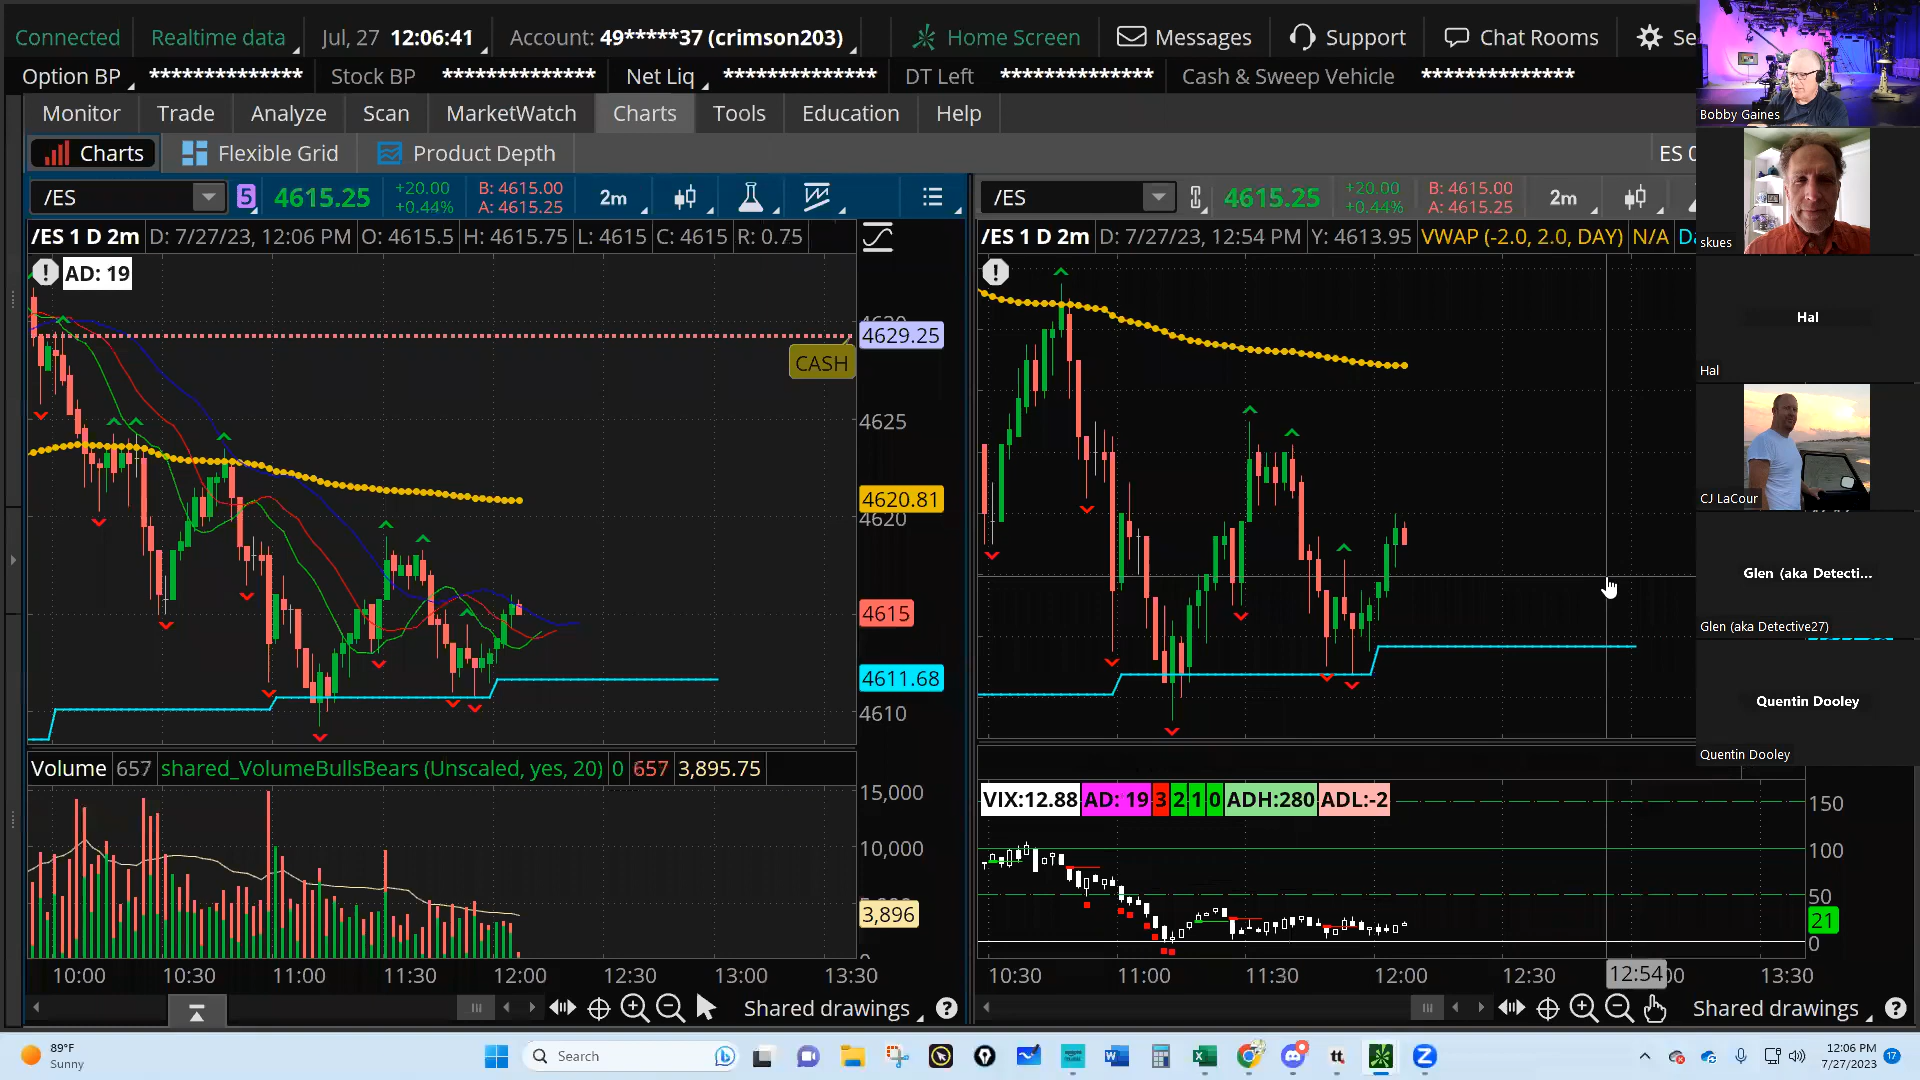 Connected Realtime data Jul, 27 12:06:41 Account: 49*****37 (crimson203) Home Screen Messages Support Chat Rooms Se
Option BP ************** Stock BP ************** Net Liq ************** DT Left ************** Cash & Sweep Vehicle **************
Monitor Trade Analyze Scan MarketWatch Charts Tools Education Help
Charts Flexible Grid Product Depth ES
/ES 5 4615.25 +20.00 +0.44% B: 4615.00 A: 4615.25 2m
/ES 1 D 2m D: 7/27/23, 12:06 PM O: 4615.5 H: 4615.75 L: 4615 C: 4615 R: 0.75
AD: 19
4629.25
CASH
4625
4620.81
4620
4615
4611.68
4610
Volume 657 shared_VolumeBullsBears (Unscaled, yes, 20) 0 657 3,895.75
15,000
10,000
3,896
10:00 10:30 11:00 11:30 12:00 12:30 13:00 13:30
Shared drawings
/ES 4615.25 +20.00 +0.44% B: 4615.00 A: 4615.25 2m
/ES 1 D 2m D: 7/27/23, 12:54 PM Y: 4613.95 VWAP (-2.0, 2.0, DAY) N/A Da
VIX:12.88 AD: 19 3 2 1 0 ADH:280 ADL:-2
150
100
50
21
0
10:30 11:00 11:30 12:00 12:30 12:54 13:30
Shared drawings
Bobby Gaines
skues
Hal
Hal
CJ LaCour
Glen (aka Detecti...
Glen (aka Detective27)
Quentin Dooley
Quentin Dooley
89°F
Sunny
Search
12:06 PM
7/27/2023
17